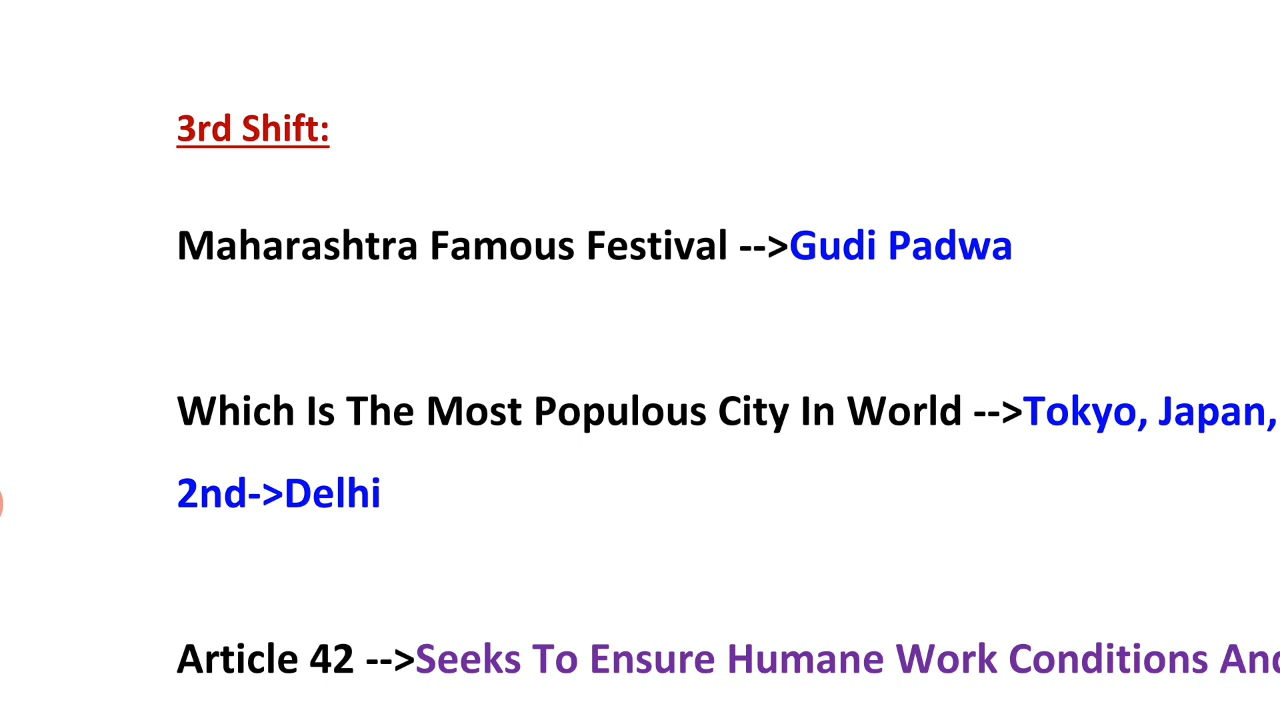 3rd Shift:
Maharashtra Famous Festival -->Gudi Padwa
Which Is The Most Populous City In World -->Tokyo, Japan,
2nd->Delhi
Article 42 -->Seeks To Ensure Humane Work Conditions And